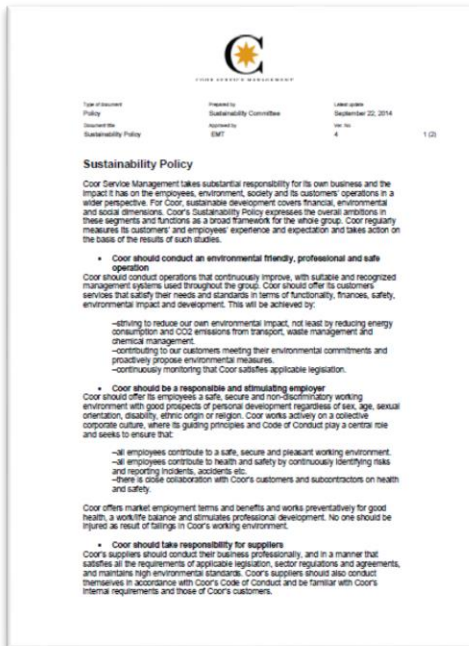 C
COOR SERVICE MANAGEMENT
Type of document Prepared by Latest update
Policy Sustainability Committee September 22, 2014
Document title Approved by Ver. No
Sustainability Policy EMT 4 1 (2)
Sustainability Policy
Coor Service Management takes substantial responsibility for its own business and the
impact it has on the employees, environment, society and its customers' operations in a
wider perspective. For Coor, sustainable development covers financial, environmental
and social dimensions. Coor's Sustainability Policy expresses the overall ambitions in
these segments and functions as a broad framework for the whole group. Coor regularly
measures its customers' and employees' experience and expectation and takes action on
the basis of the results of such studies.
• Coor should conduct an environmental friendly, professional and safe
operation
Coor should conduct operations that continuously improve, with suitable and recognized
management systems used throughout the group. Coor should offer its customers
services that satisfy their needs and standards in terms of functionality, finances, safety,
environmental impact and development. This will be achieved by:
–striving to reduce our own environmental impact, not least by reducing energy
consumption and CO2 emissions from transport, waste management and
chemical management.
–contributing to our customers meeting their environmental commitments and
proactively propose environmental measures.
–continuously monitoring that Coor satisfies applicable legislation.
• Coor should be a responsible and stimulating employer
Coor should offer its employees a safe, secure and non-discriminatory working
environment with good prospects of personal development regardless of sex, age, sexual
orientation, disability, ethnic origin or religion. Coor works actively on a collective
corporate culture, where its guiding principles and Code of Conduct play a central role
and seeks to ensure that:
–all employees contribute to a safe, secure and pleasant working environment.
–all employees contribute to health and safety by continuously identifying risks
and reporting incidents, accidents etc.
–there is close collaboration with Coor's customers and subcontractors on health
and safety.
Coor offers market employment terms and benefits and works preventatively for good
health, a work/life balance and stimulates professional development. No one should be
injured as result of failings in Coor's working environment.
• Coor should take responsibility for suppliers
Coor's suppliers should conduct their business professionally, and in a manner that
satisfies all the requirements of applicable legislation, sector regulations and agreements,
and maintains high environmental standards. Coor's suppliers should also conduct
themselves in accordance with Coor's Code of Conduct and be familiar with Coor's
internal requirements and those of Coor's customers.